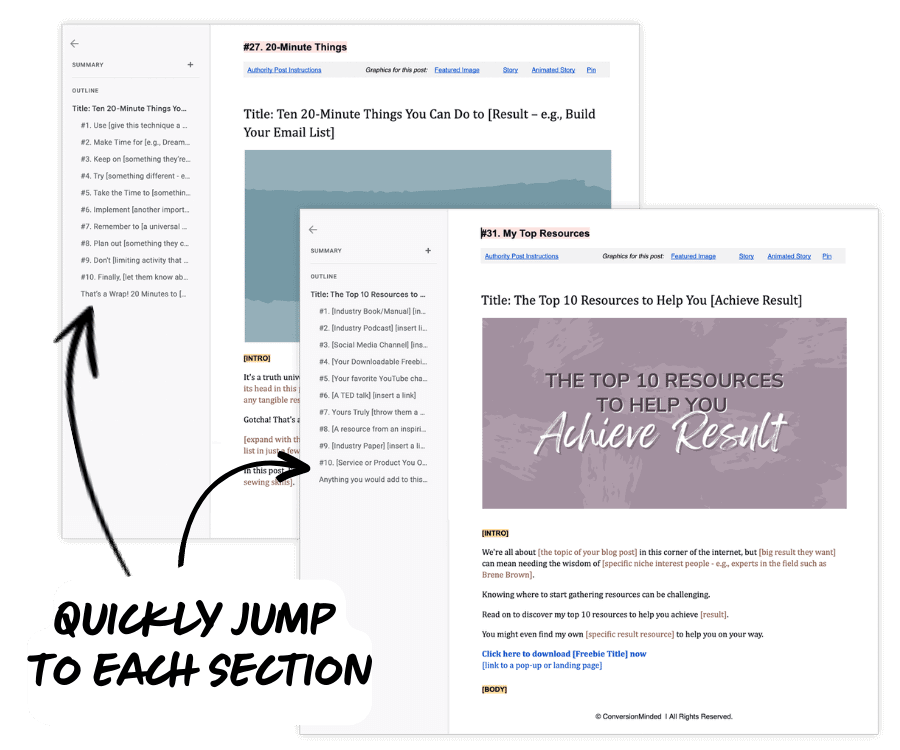 #27. 20-Minute Things
Authority Post Instructions Graphics for this post: Featured Image Story Animated Story Pin
SUMMARY +
OUTLINE
Title: Ten 20-Minute Things Yo...
#1. Use [give this technique a ...
#2. Make Time for [e.g., Dream...
#3. Keep on [something they're...
#4. Try [something different - e...
#5. Take the Time to [somethin...
#6. Implement [another import...
#7. Remember to [a universal ...
#8. Plan out [something they c...
#9. Don't [limiting activity that ...
#10. Finally, [let them know ab...
That's a Wrap! 20 Minutes to [...
Title: Ten 20-Minute Things You Can Do to [Result – e.g., Build
Your Email List]
[INTRO]
It's a truth
its head in this
any tangible
Gotcha! That's
[expand with
list in just a few
In this post,
sewing skills].
#31. My Top Resources
Authority Post Instructions Graphics for this post: Featured Image Story Animated Story Pin
SUMMARY +
OUTLINE
Title: The Top 10 Resources to ...
#1. [Industry Book/Manual] [in...
#2. [Industry Podcast] [insert li...
#3. [Social Media Channel] [ins...
#4. [Your Downloadable Freebi...
#5. [Your favorite YouTube cha...
#6. [A TED talk] [insert a link]
#7. Yours Truly [throw them a ...
#8. [A resource from an inspiri...
#9. [Industry Paper] [insert a li...
#10. [Service or Product You O...
Anything you would add to this...
Title: The Top 10 Resources to Help You [Achieve Result]
THE TOP 10 RESOURCES
TO HELP YOU
Achieve Result
[INTRO]
We're all about [the topic of your blog post] in this corner of the internet, but [big result they want]
can mean needing the wisdom of [specific niche interest people - e.g., experts in the field such as
Brene Brown].
Knowing where to start gathering resources can be challenging.
Read on to discover my top 10 resources to help you achieve [result].
You might even find my own [specific result resource] to help you on your way.
Click here to download [Freebie Title] now
[link to a pop-up or landing page]
[BODY]
© ConversionMinded | All Rights Reserved.
QUICKLY JUMP
TO EACH SECTION